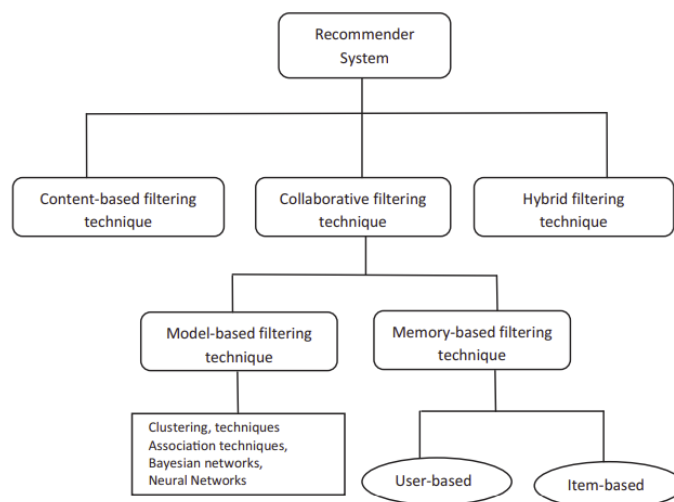 Recommender
System
Content-based filtering
technique
Collaborative filtering
technique
Hybrid filtering
technique
Model-based filtering
technique
Memory-based filtering
technique
Clustering, techniques
Association techniques,
Bayesian networks,
Neural Networks
User-based
Item-based